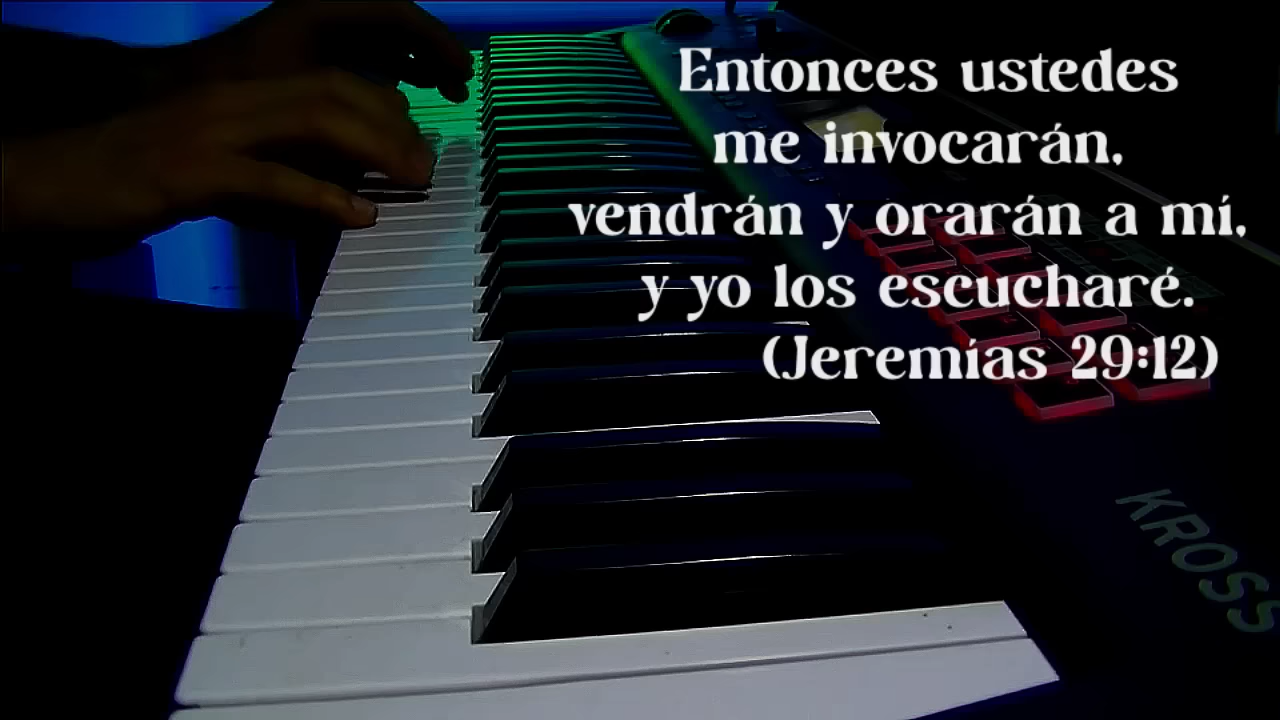 Entonces ustedes
me invocarán,
vendrán y orarán a mí,
y yo los escucharé.
(Jeremías 29:12)
KROSS